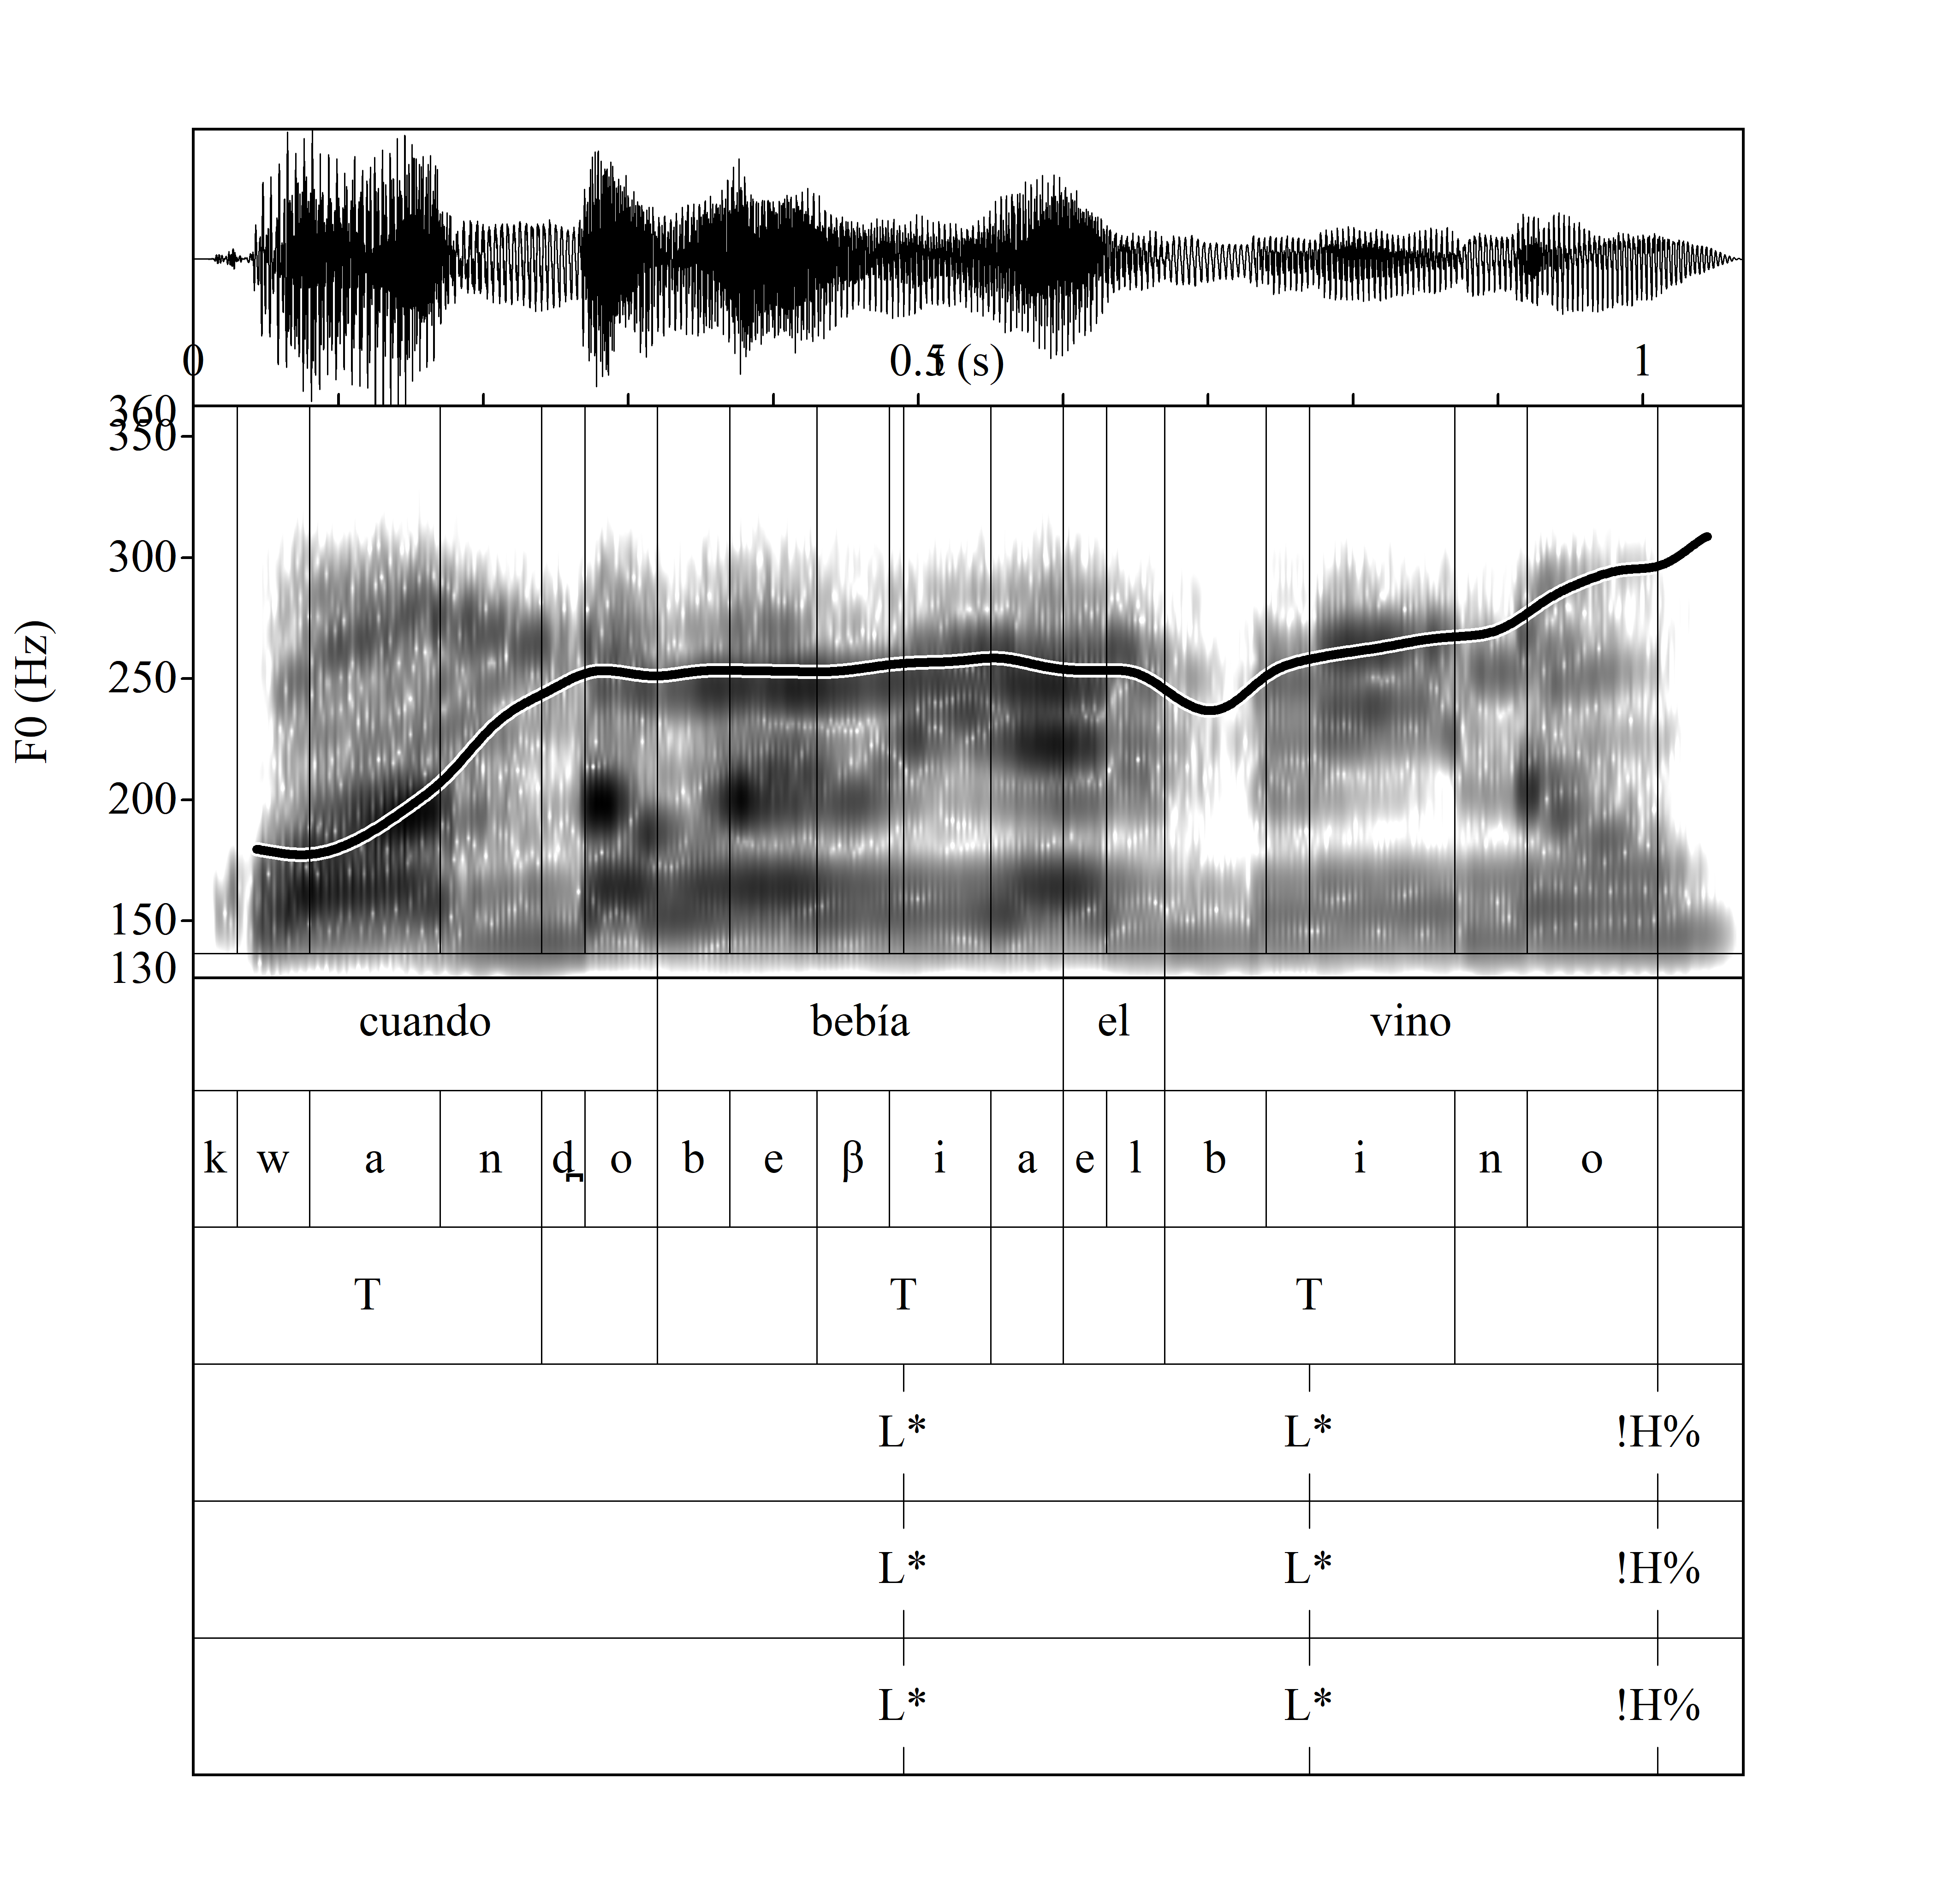 0 0.5 t (s) 1
360
350
300
250
200
150
130
F0 (Hz)
cuando bebía el vino
k w a n d̪ o b e β i a e l b i n o
T T T
L* L* !H%
L* L* !H%
L* L* !H%